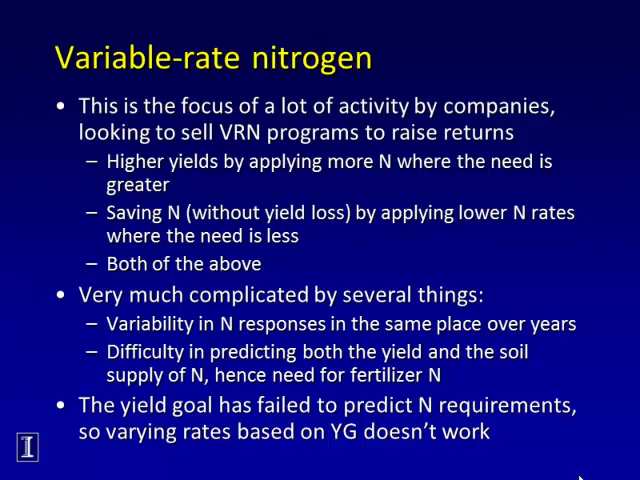 Variable-rate nitrogen
• This is the focus of a lot of activity by companies,
looking to sell VRN programs to raise returns
– Higher yields by applying more N where the need is
greater
– Saving N (without yield loss) by applying lower N rates
where the need is less
– Both of the above
• Very much complicated by several things:
– Variability in N responses in the same place over years
– Difficulty in predicting both the yield and the soil
supply of N, hence need for fertilizer N
• The yield goal has failed to predict N requirements,
so varying rates based on YG doesn’t work
I